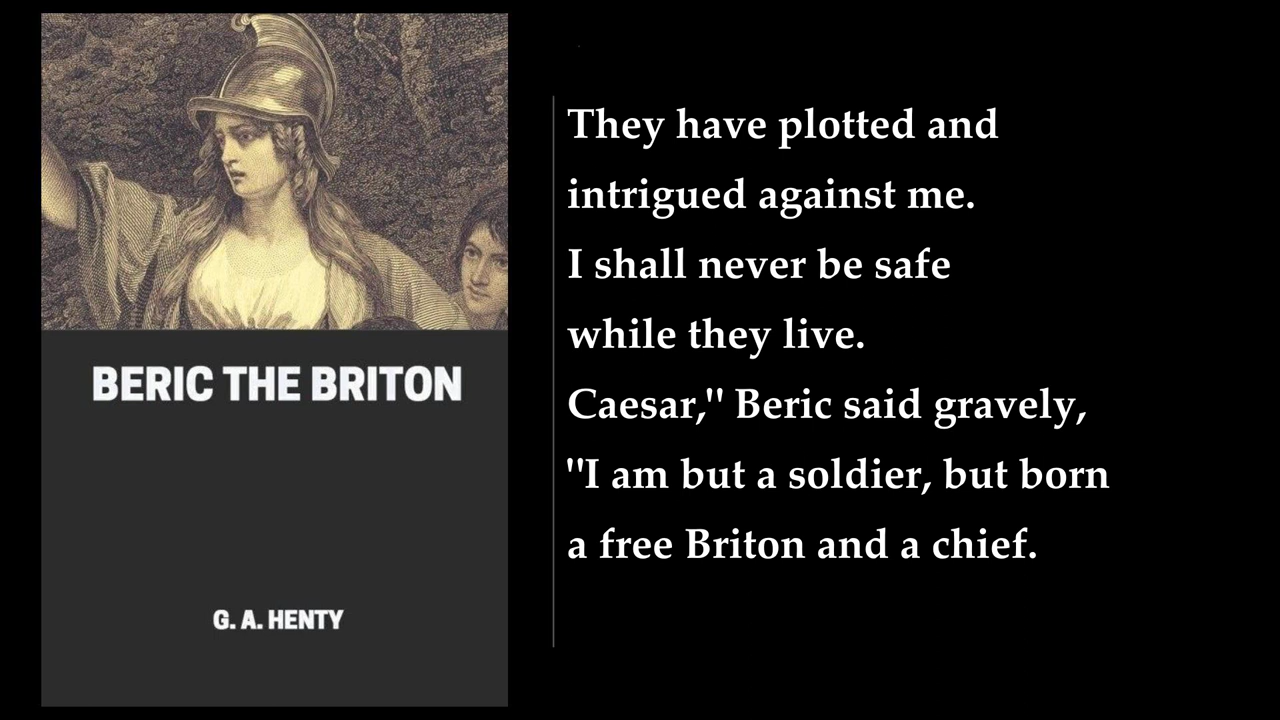 BERIC THE BRITON
G. A. HENTY
They have plotted and
intrigued against me.
I shall never be safe
while they live.
Caesar," Beric said gravely,
"I am but a soldier, but born
a free Briton and a chief.